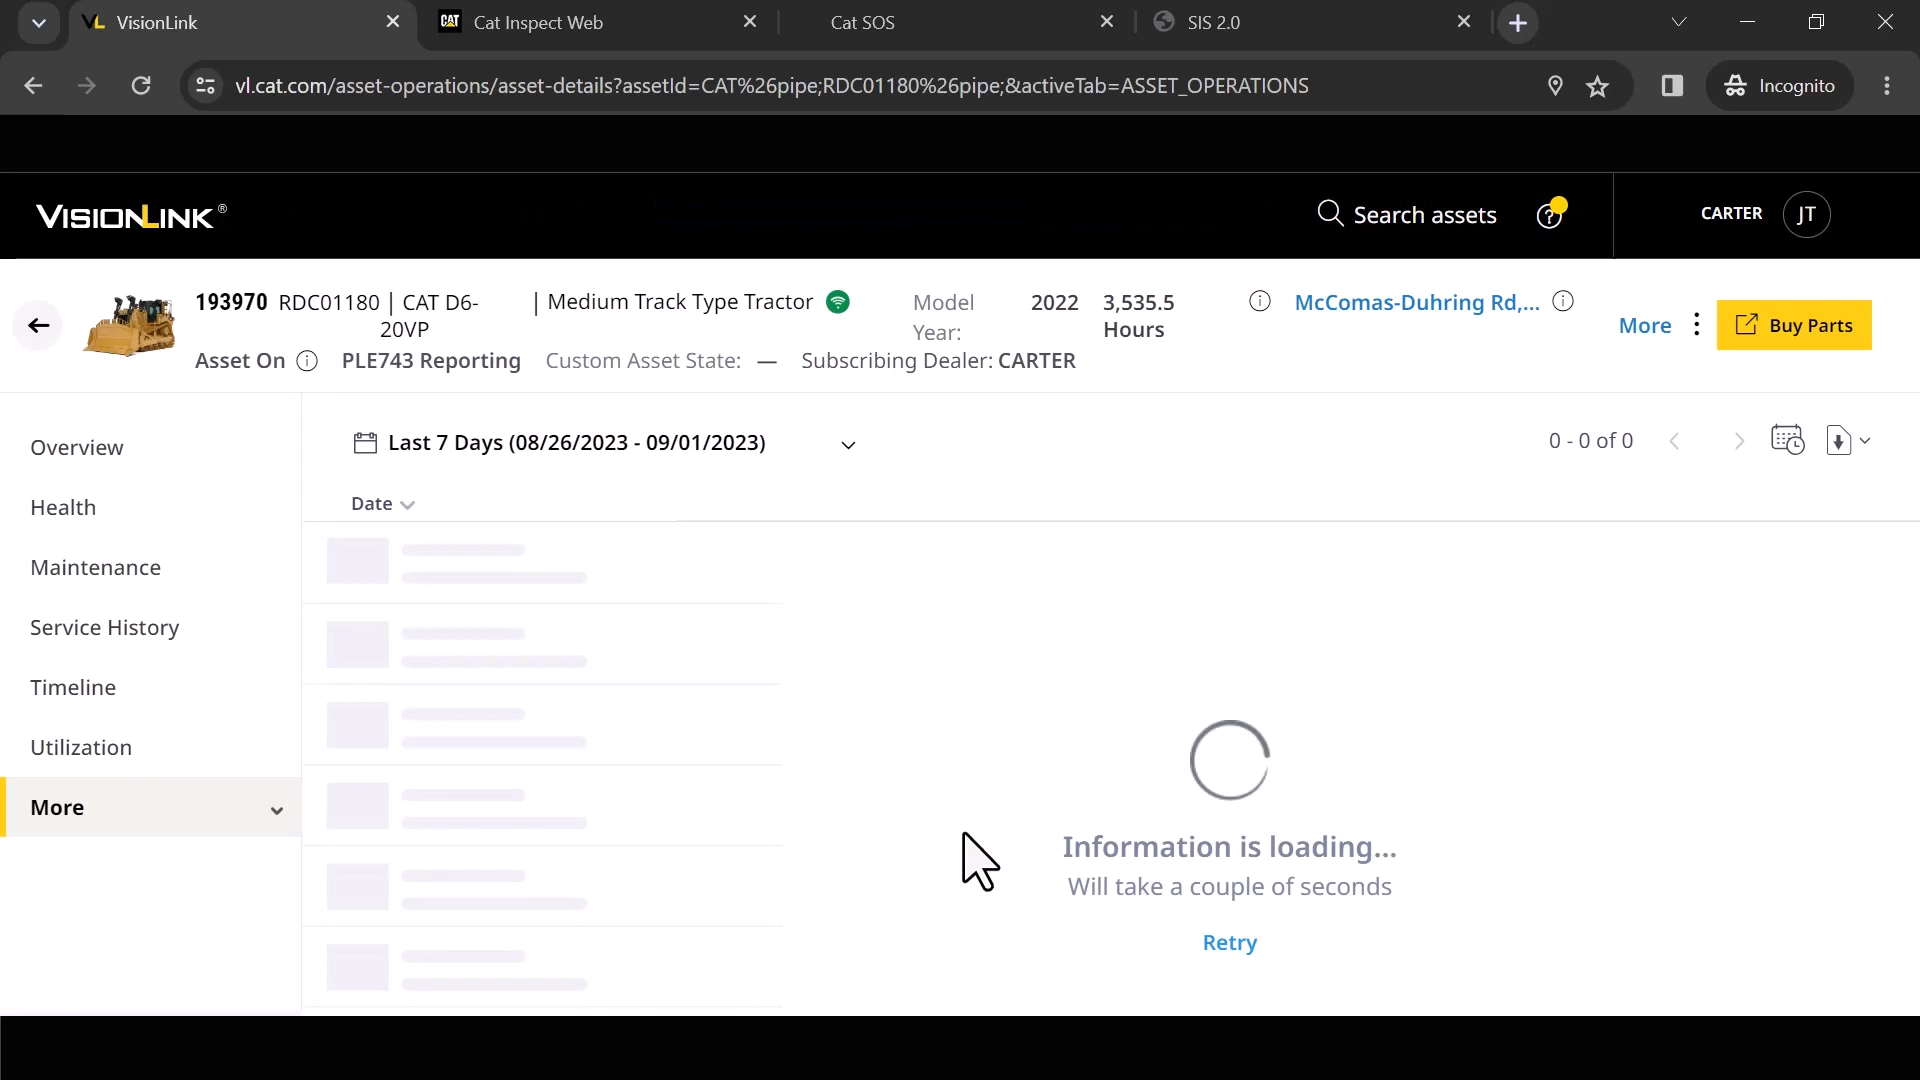 VisionLink
Cat Inspect Web
Cat SOS
SIS 2.0
vl.cat.com/asset-operations/asset-details?assetId=CAT%26pipe;RDC01180%26pipe;&activeTab=ASSET_OPERATIONS
Incognito
VISIONLINK®
Search assets
CARTER
JT
193970 RDC01180 | CAT D6-20VP | Medium Track Type Tractor
Model Year: 2022
3,535.5 Hours
McComas-Duhring Rd,...
More
Buy Parts
Asset On PLE743 Reporting Custom Asset State: — Subscribing Dealer: CARTER
Overview
Health
Maintenance
Service History
Timeline
Utilization
More
Last 7 Days (08/26/2023 - 09/01/2023)
0 - 0 of 0
Date
Information is loading...
Will take a couple of seconds
Retry